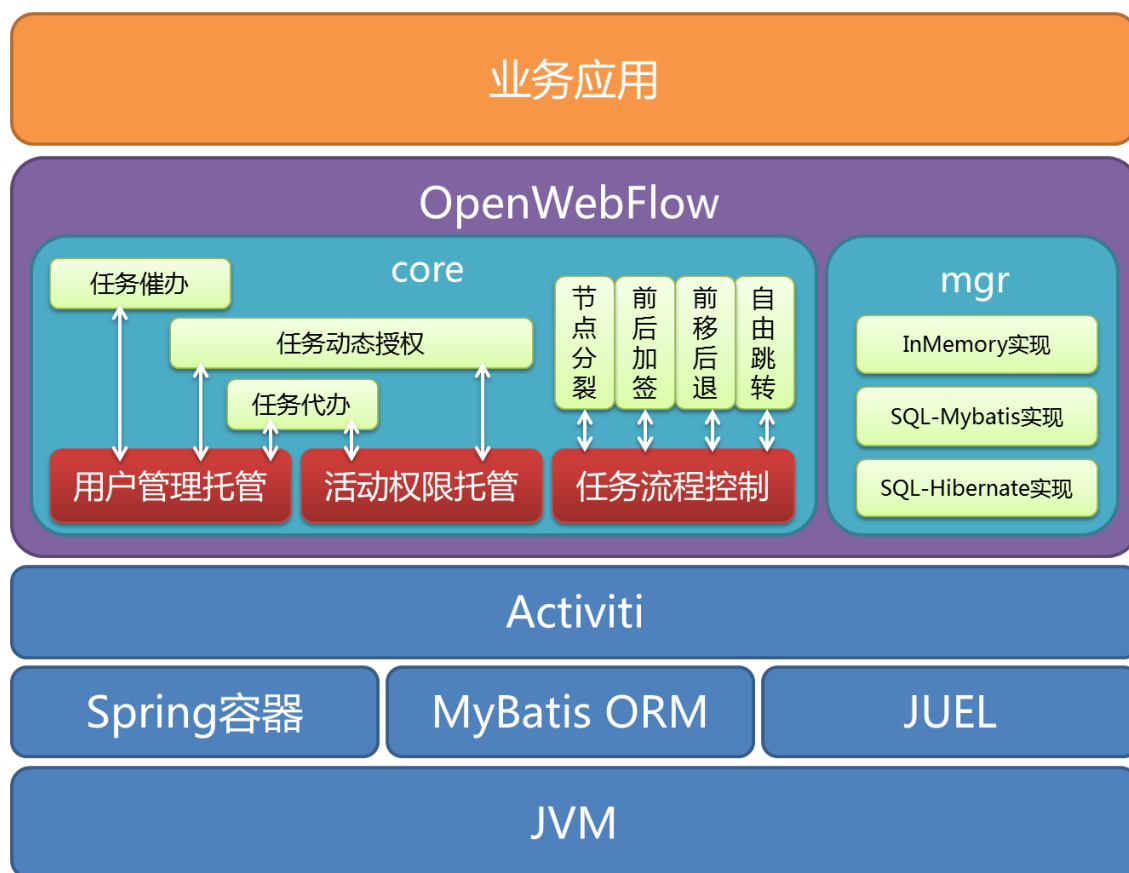 业务应用
OpenWebFlow
core
任务催办
任务动态授权
任务代办
节点分裂
前后加签
前移后退
自由跳转
用户管理托管
活动权限托管
任务流程控制
mgr
InMemory实现
SQL-Mybatis实现
SQL-Hibernate实现
Activiti
Spring容器
MyBatis ORM
JUEL
JVM